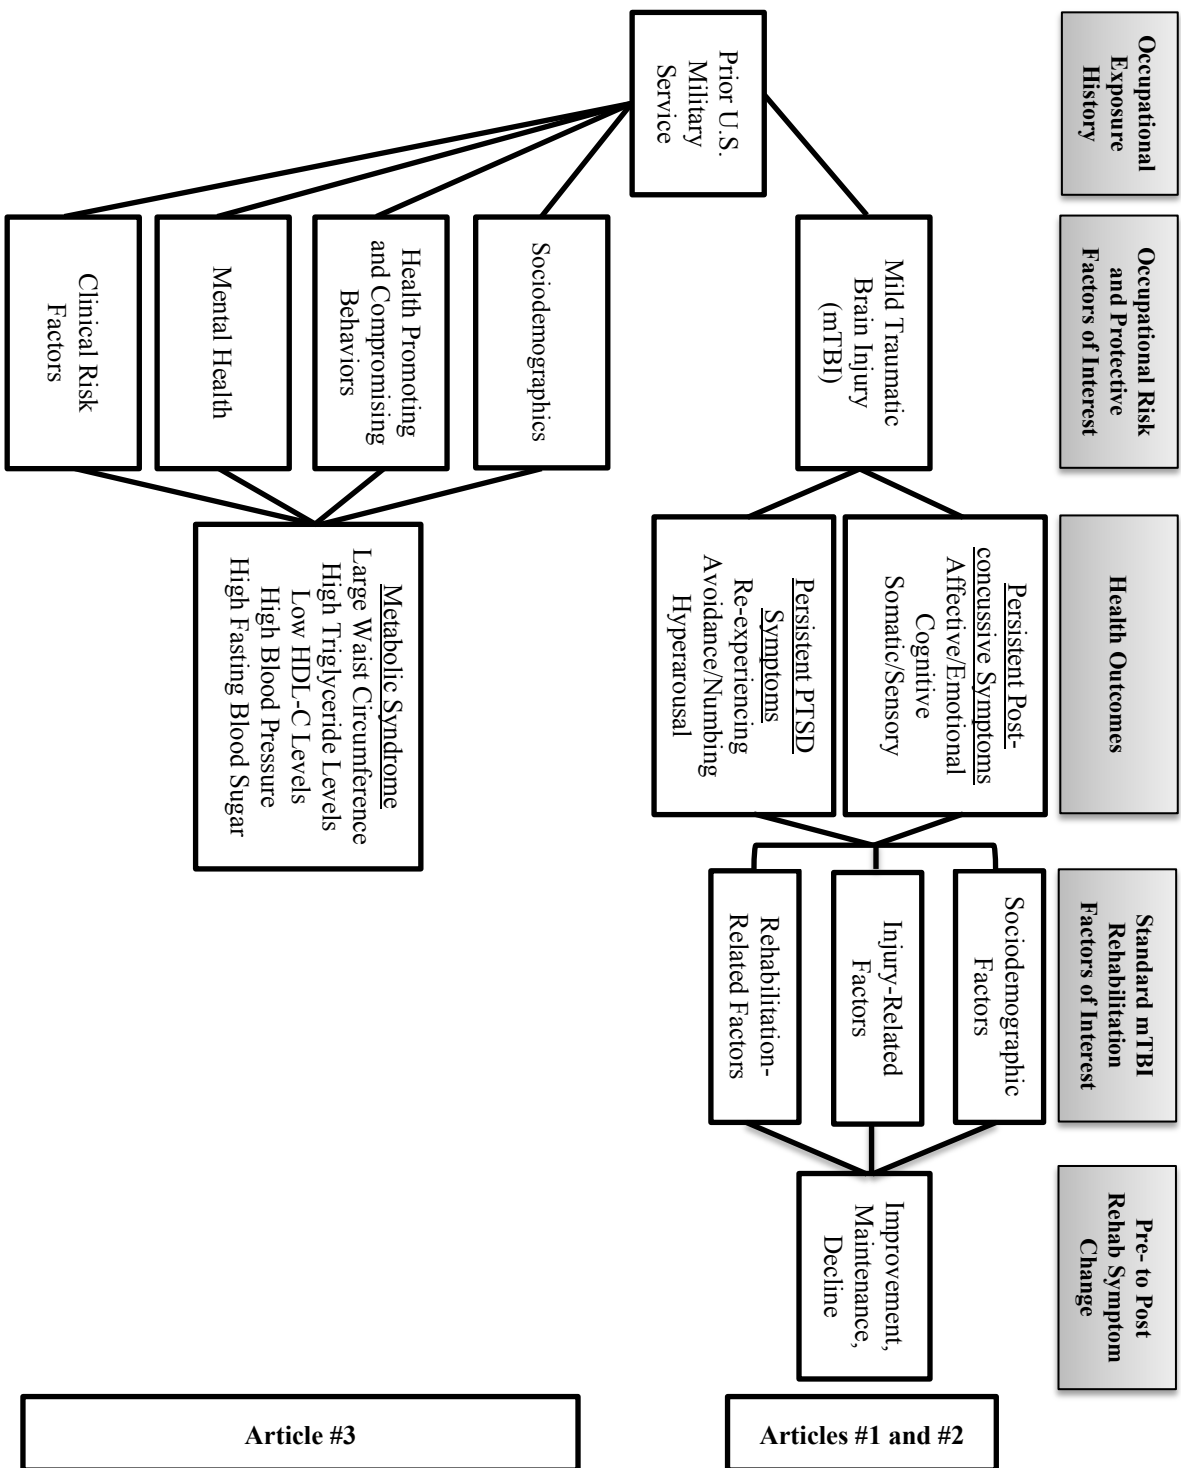 Occupational
Exposure
History
Occupational Risk
and Protective
Factors of Interest
Health Outcomes
Standard mTBI
Rehabilitation
Factors of Interest
Pre- to Post
Rehab Symptom
Change
Prior U.S.
Military
Service
Mild Traumatic
Brain Injury
(mTBI)
Persistent Post-
concussive Symptoms
Affective/Emotional
Cognitive
Somatic/Sensory
Persistent PTSD
Symptoms
Re-experiencing
Avoidance/Numbing
Hyperarousal
Sociodemographic
Factors
Injury-Related
Factors
Rehabilitation-
Related Factors
Improvement,
Maintenance,
Decline
Articles #1 and #2
Sociodemographics
Health Promoting
and Compromising
Behaviors
Mental Health
Clinical Risk
Factors
Metabolic Syndrome
Large Waist Circumference
High Triglyceride Levels
Low HDL-C Levels
High Blood Pressure
High Fasting Blood Sugar
Article #3